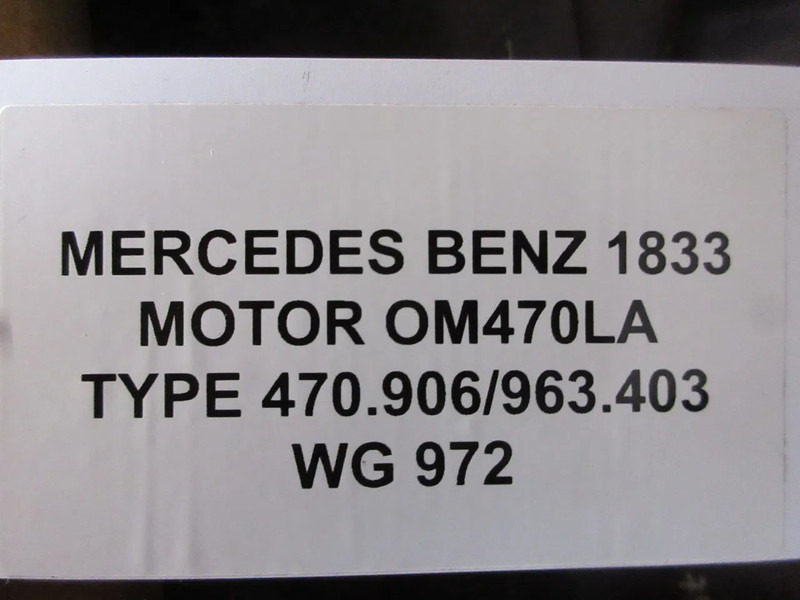 MERCEDES BENZ 1833
MOTOR OM470LA
TYPE 470.906/963.403
WG 972